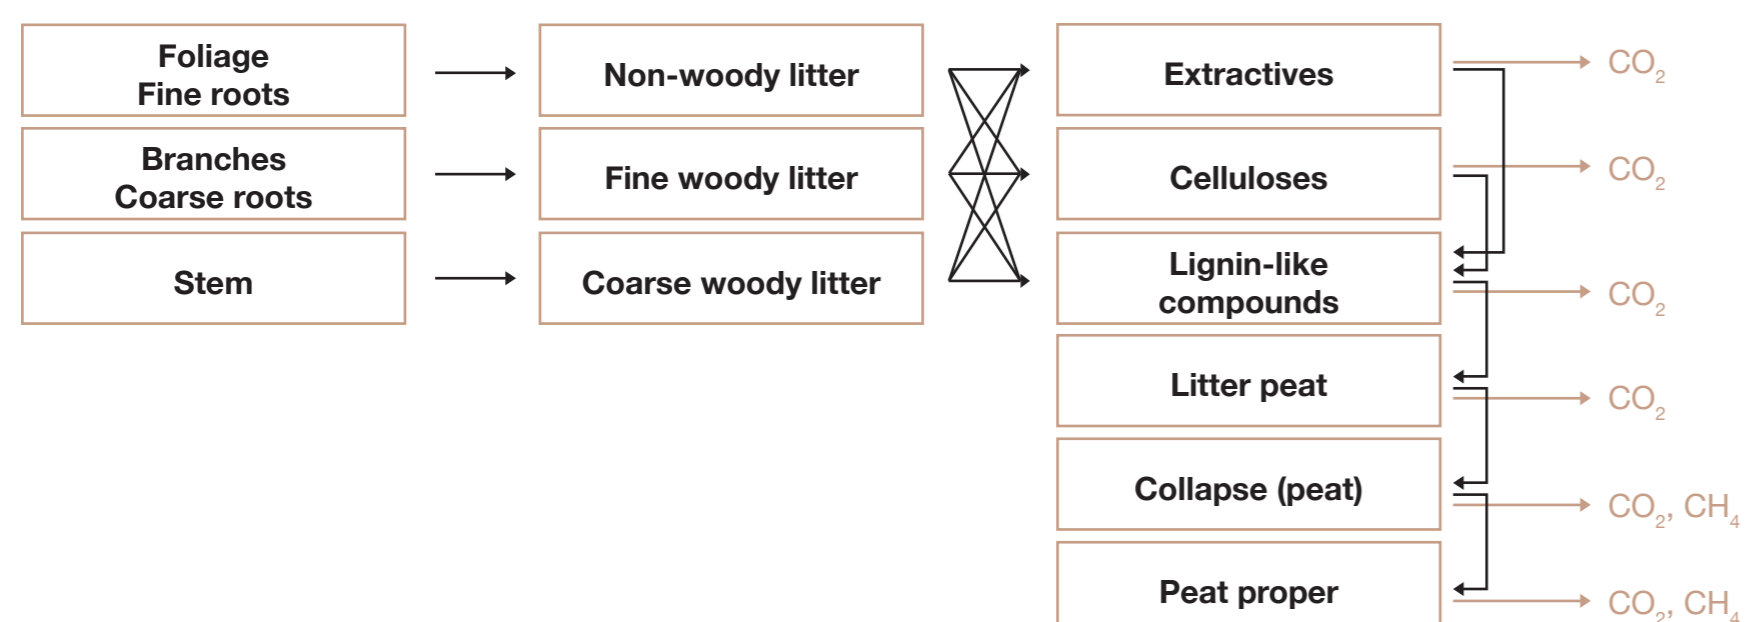 Foliage
Fine roots
Non-woody litter
Extractives
CO₂
Branches
Coarse roots
Fine woody litter
Celluloses
CO₂
Stem
Coarse woody litter
Lignin-like
compounds
CO₂
Litter peat
CO₂
Collapse (peat)
CO₂, CH₄
Peat proper
CO₂, CH₄